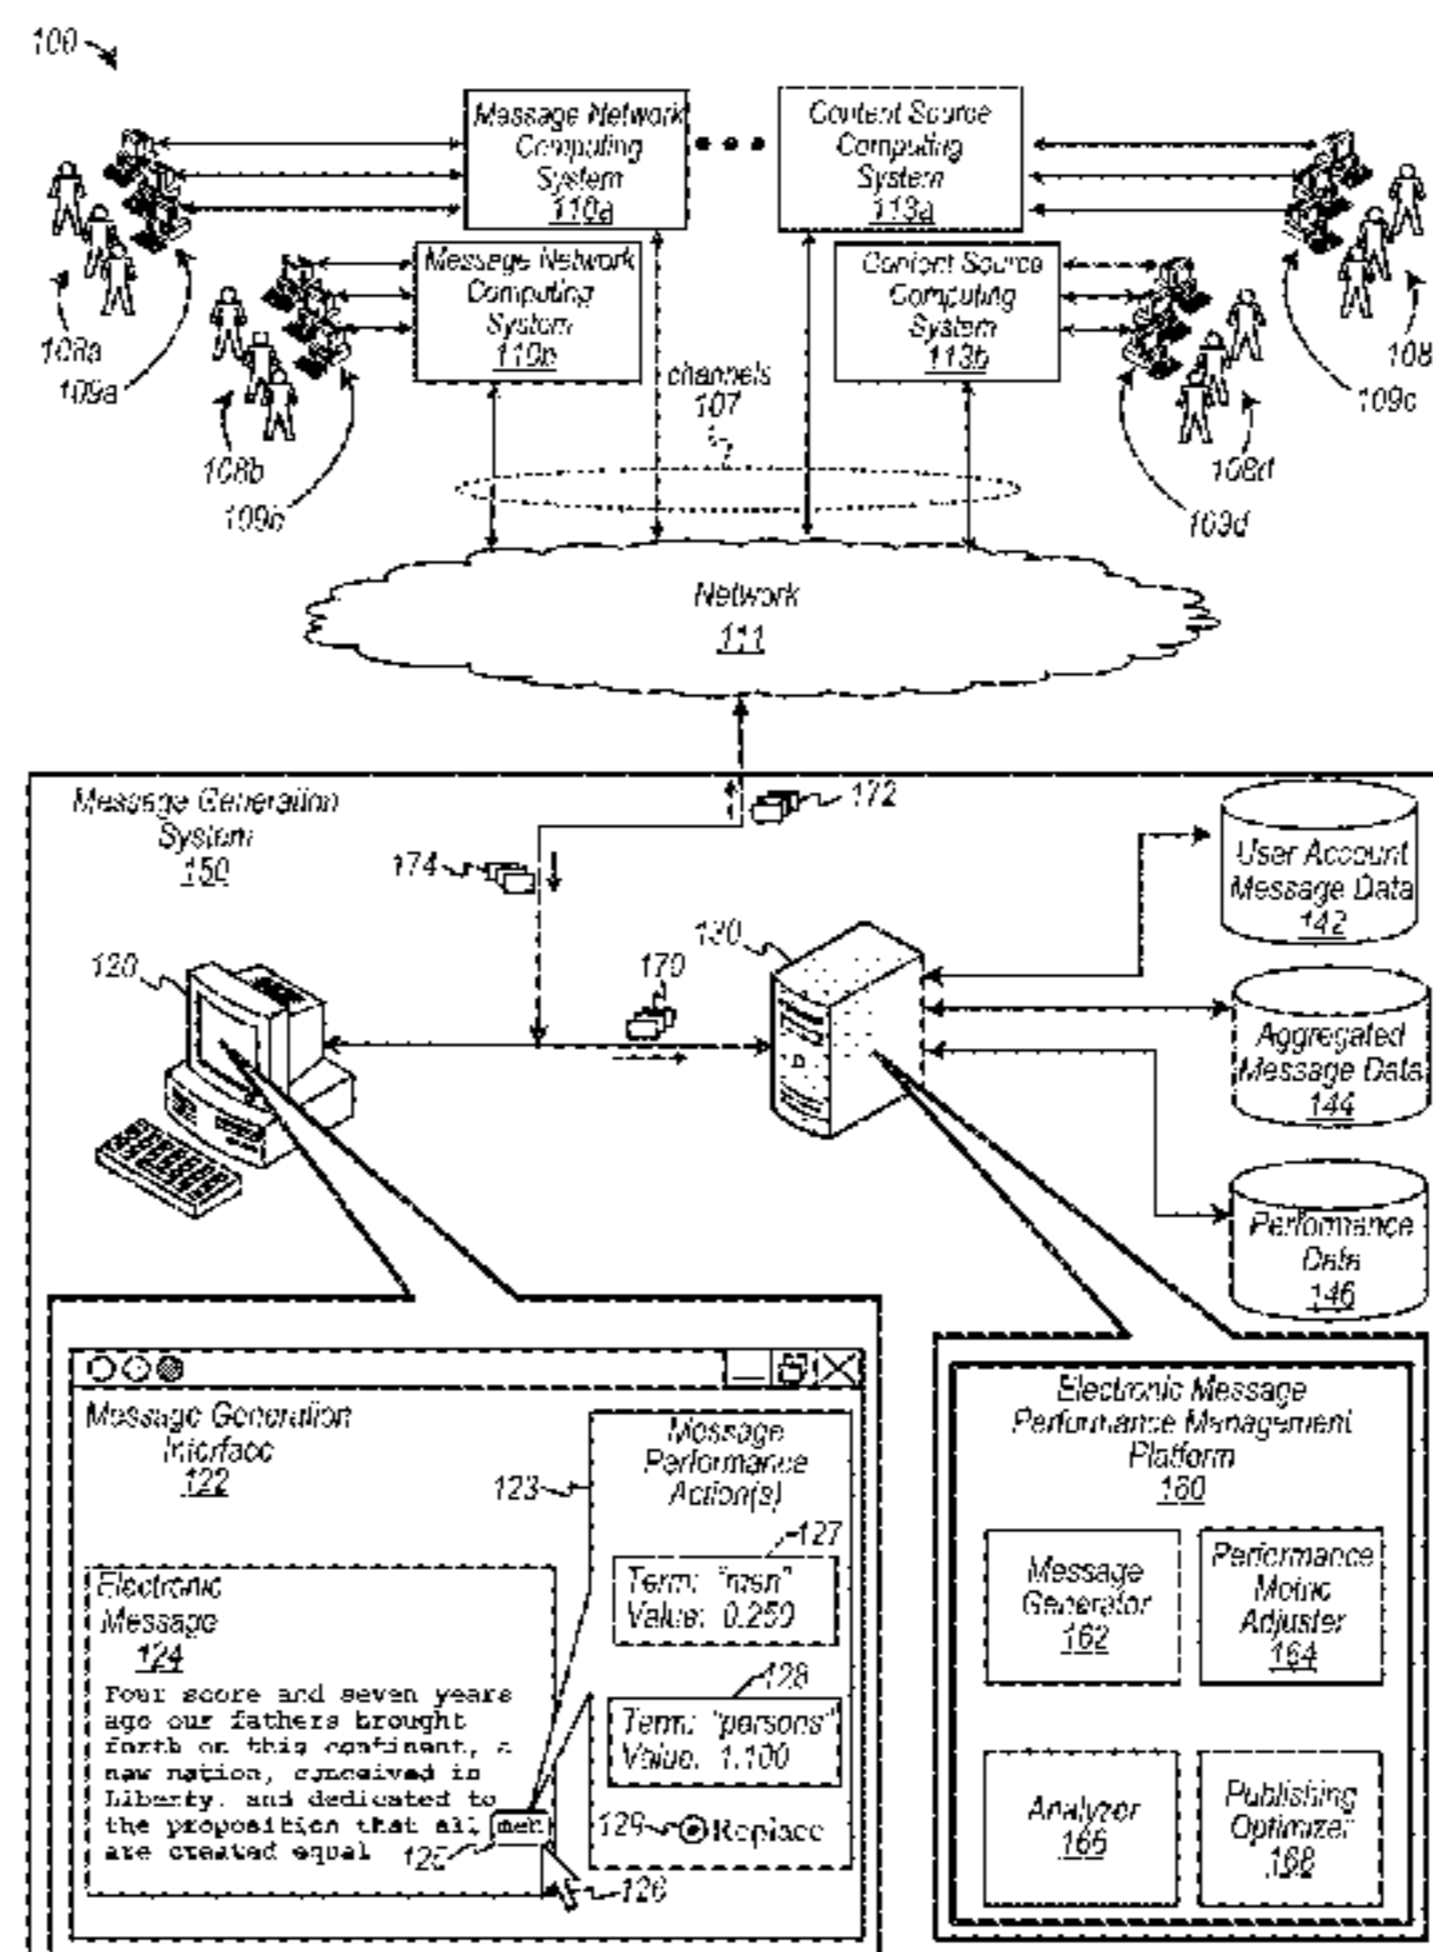 100
Message Network
Computing
System
110a
Content Source
Computing
System
113a
Message Network
Computing
System
110n
Content Source
Computing
System
113b
108a
109a
108b
109b
channels
107
108
109c
108d
109d
Network
111
Message Generation
System
150
172
174
170
120
130
User Account
Message Data
142
Aggregated
Message Data
144
Performance
Data
146
Message Generation
Interface
122
123
Message
Performance
Action(s)
127
Term: "men"
Value: 0.250
128
Term: "persons"
Value: 1.100
129
Replace
Electronic
Message
124
Four score and seven years
ago our fathers brought
forth on this continent, a
new nation, conceived in
Liberty, and dedicated to
the proposition that all men
are created equal
125
126
Electronic Message
Performance Management
Platform
160
Message
Generator
162
Performance
Metric
Adjuster
164
Analyzer
166
Publishing
Optimizer
168